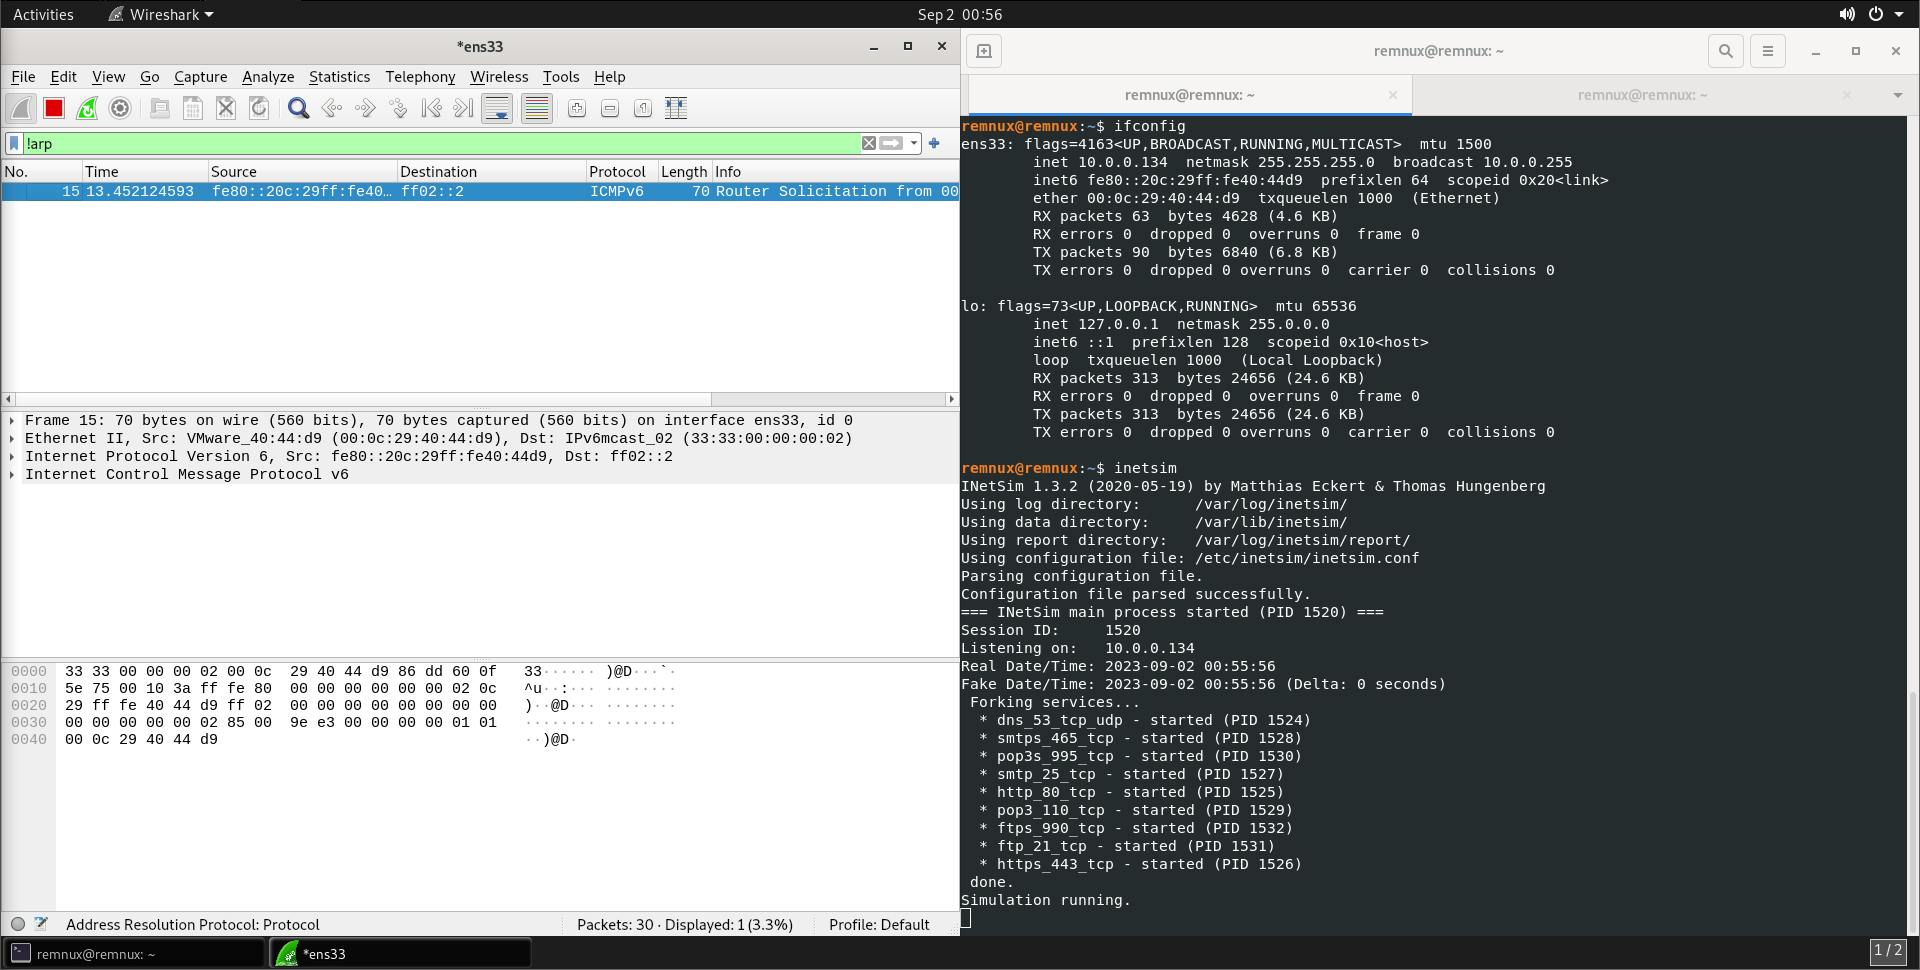 Activities
Wireshark
Sep 2  00:56
*ens33
File Edit View Go Capture Analyze Statistics Telephony Wireless Tools Help
!arp
No. Time Source Destination Protocol Length Info
15 13.452124593 fe80::20c:29ff:fe40… ff02::2 ICMPv6 70 Router Solicitation from 00
Frame 15: 70 bytes on wire (560 bits), 70 bytes captured (560 bits) on interface ens33, id 0
Ethernet II, Src: VMware_40:44:d9 (00:0c:29:40:44:d9), Dst: IPv6mcast_02 (33:33:00:00:00:02)
Internet Protocol Version 6, Src: fe80::20c:29ff:fe40:44d9, Dst: ff02::2
Internet Control Message Protocol v6
0000 33 33 00 00 00 02 00 0c 29 40 44 d9 86 dd 60 0f 33······ )@D···`·
0010 5e 75 00 10 3a ff fe 80 00 00 00 00 00 00 02 0c ^u··:··· ········
0020 29 ff fe 40 44 d9 ff 02 00 00 00 00 00 00 00 00 )··@D··· ········
0030 00 00 00 00 00 02 85 00 9e e3 00 00 00 00 01 01 ········ ········
0040 00 0c 29 40 44 d9 ··)@D·
Address Resolution Protocol: Protocol
Packets: 30 · Displayed: 1 (3.3%)
Profile: Default
remnux@remnux: ~
remnux@remnux: ~
remnux@remnux: ~
remnux@remnux:~$ ifconfig
ens33: flags=4163<UP,BROADCAST,RUNNING,MULTICAST>  mtu 1500
inet 10.0.0.134  netmask 255.255.255.0  broadcast 10.0.0.255
inet6 fe80::20c:29ff:fe40:44d9  prefixlen 64  scopeid 0x20<link>
ether 00:0c:29:40:44:d9  txqueuelen 1000  (Ethernet)
RX packets 63  bytes 4628 (4.6 KB)
RX errors 0  dropped 0  overruns 0  frame 0
TX packets 90  bytes 6840 (6.8 KB)
TX errors 0  dropped 0 overruns 0  carrier 0  collisions 0
lo: flags=73<UP,LOOPBACK,RUNNING>  mtu 65536
inet 127.0.0.1  netmask 255.0.0.0
inet6 ::1  prefixlen 128  scopeid 0x10<host>
loop  txqueuelen 1000  (Local Loopback)
RX packets 313  bytes 24656 (24.6 KB)
RX errors 0  dropped 0  overruns 0  frame 0
TX packets 313  bytes 24656 (24.6 KB)
TX errors 0  dropped 0 overruns 0  carrier 0  collisions 0
remnux@remnux:~$ inetsim
INetSim 1.3.2 (2020-05-19) by Matthias Eckert & Thomas Hungenberg
Using log directory:      /var/log/inetsim/
Using data directory:     /var/lib/inetsim/
Using report directory:   /var/log/inetsim/report/
Using configuration file: /etc/inetsim/inetsim.conf
Parsing configuration file.
Configuration file parsed successfully.
=== INetSim main process started (PID 1520) ===
Session ID:     1520
Listening on:   10.0.0.134
Real Date/Time: 2023-09-02 00:55:56
Fake Date/Time: 2023-09-02 00:55:56 (Delta: 0 seconds)
Forking services...
* dns_53_tcp_udp - started (PID 1524)
* smtps_465_tcp - started (PID 1528)
* pop3s_995_tcp - started (PID 1530)
* smtp_25_tcp - started (PID 1527)
* http_80_tcp - started (PID 1525)
* pop3_110_tcp - started (PID 1529)
* ftps_990_tcp - started (PID 1532)
* ftp_21_tcp - started (PID 1531)
* https_443_tcp - started (PID 1526)
done.
Simulation running.
remnux@remnux: ~
*ens33
1 / 2